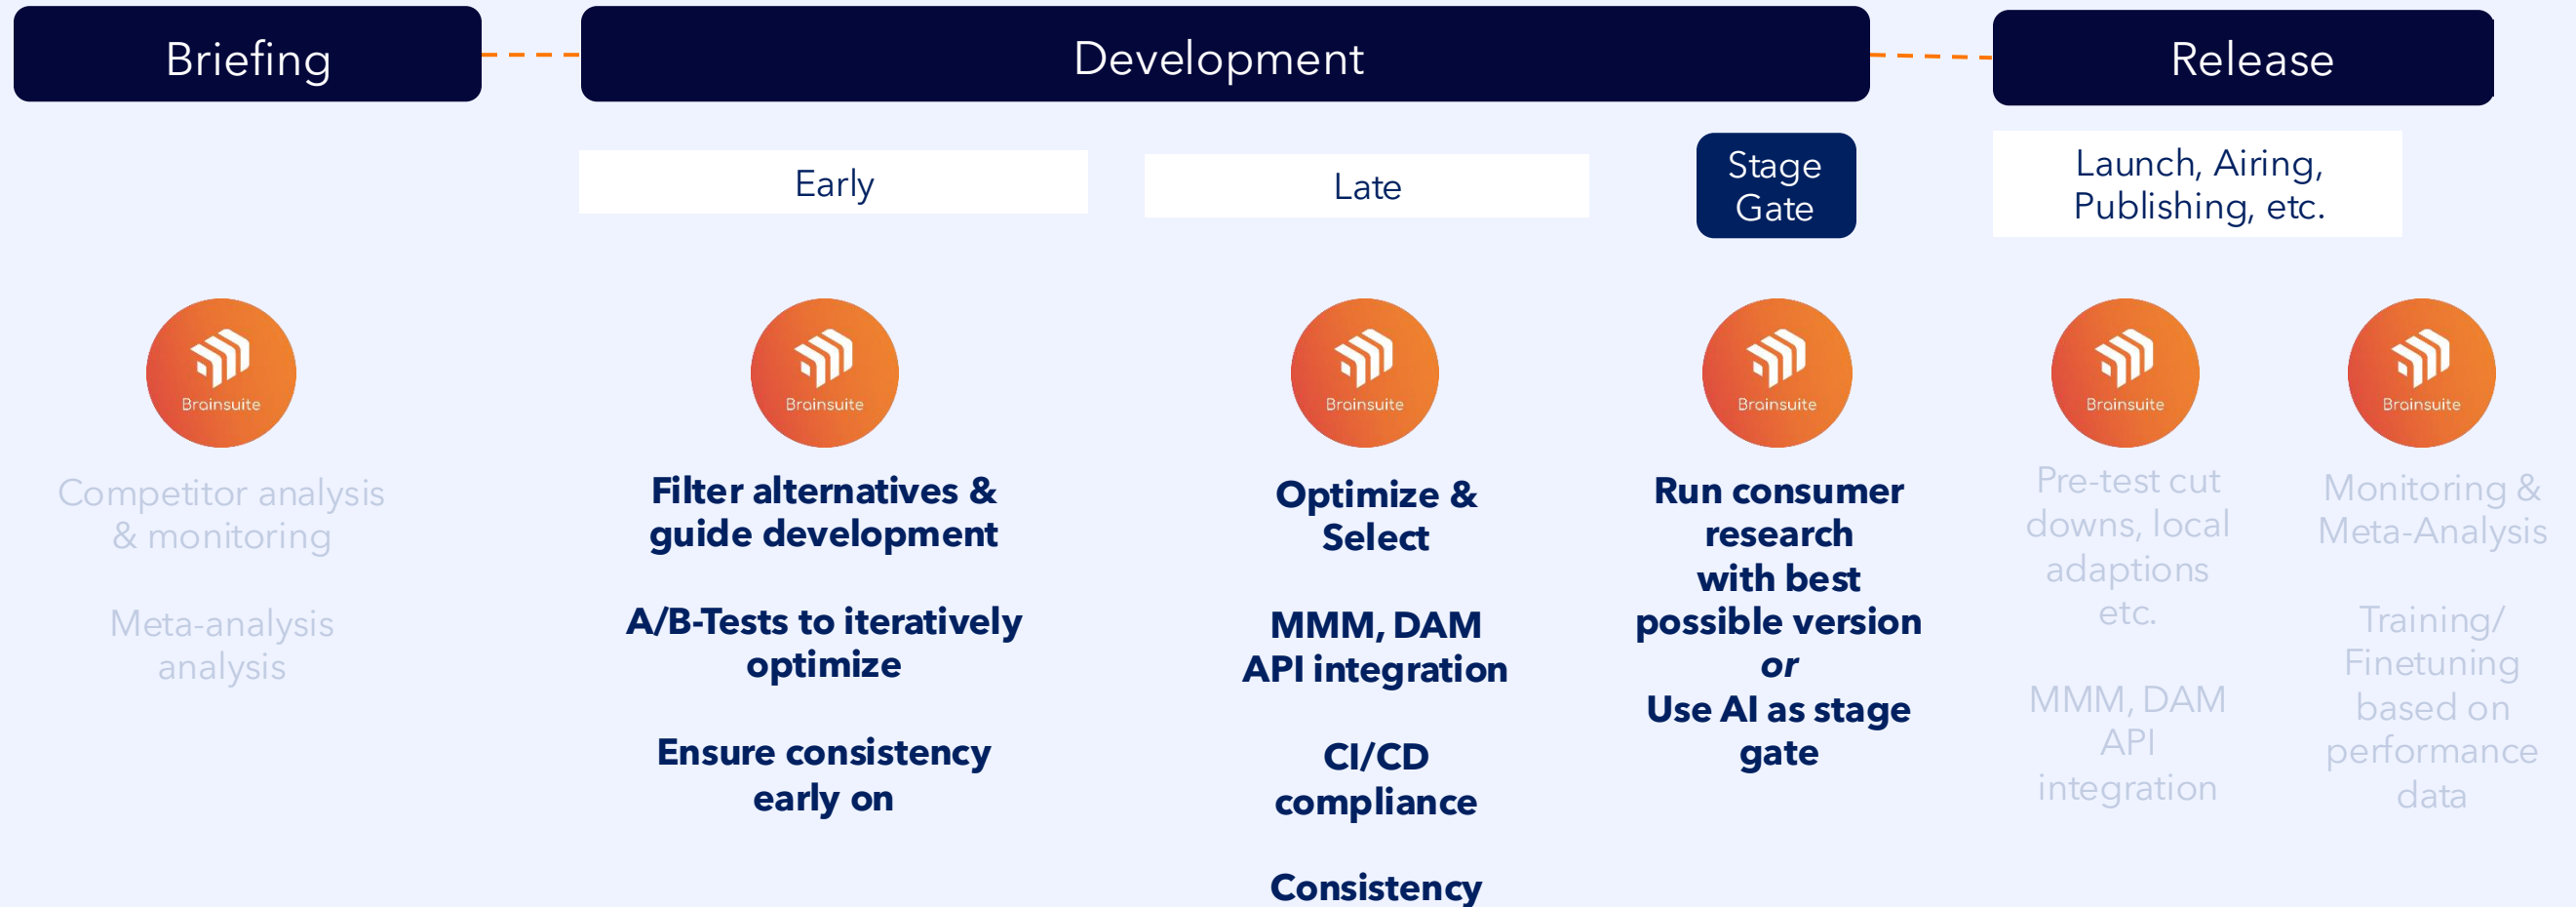 Briefing
Development
Release
Early
Late
Stage
Gate
Launch, Airing,
Publishing, etc.
Brainsuite
Competitor analysis
& monitoring
Meta-analysis
analysis
Brainsuite
Filter alternatives &
guide development
A/B-Tests to iteratively
optimize
Ensure consistency
early on
Brainsuite
Optimize &
Select
MMM, DAM
API integration
CI/CD
compliance
Consistency
Brainsuite
Run consumer
research
with best
possible version
or
Use AI as stage
gate
Brainsuite
Pre-test cut
downs, local
adaptions
etc.
MMM, DAM
API
integration
Brainsuite
Monitoring &
Meta-Analysis
Training/
Finetuning
based on
performance
data